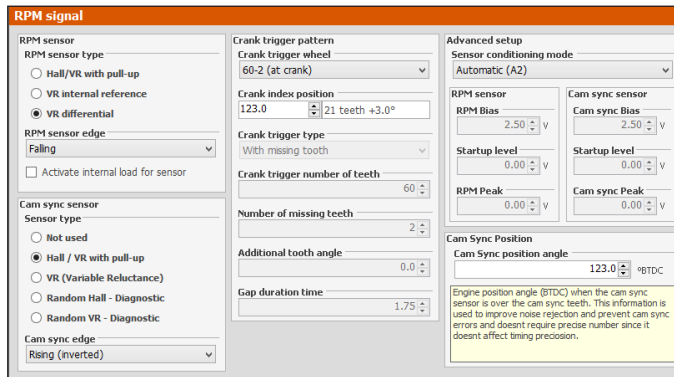 RPM signal
RPM sensor
RPM sensor type
Hall/VR with pull-up
VR internal reference
VR differential
RPM sensor edge
Falling
Activate internal load for sensor
Cam sync sensor
Sensor type
Not used
Hall / VR with pull-up
VR (Variable Reluctance)
Random Hall - Diagnostic
Random VR - Diagnostic
Cam sync edge
Rising (inverted)
Crank trigger pattern
Crank trigger wheel
60-2 (at crank)
Crank index position
123.0 21 teeth +3.0°
Crank trigger type
With missing tooth
Crank trigger number of teeth
60
Number of missing teeth
2
Additional tooth angle
0.0
Gap duration time
1.75
Advanced setup
Sensor conditioning mode
Automatic (A2)
RPM sensor
RPM Bias
2.50 V
Startup level
0.00 V
RPM Peak
0.00 V
Cam sync sensor
Cam sync Bias
2.50 V
Startup level
0.00 V
Cam sync Peak
0.00 V
Cam Sync Position
Cam Sync position angle
123.0 ºBTDC
Engine position angle (BTDC) when the cam sync
sensor is over the cam sync teeth. This information is
used to improve noise rejection and prevent cam sync
errors and doesnt require precise number since it
doesnt affect timing preciosion.